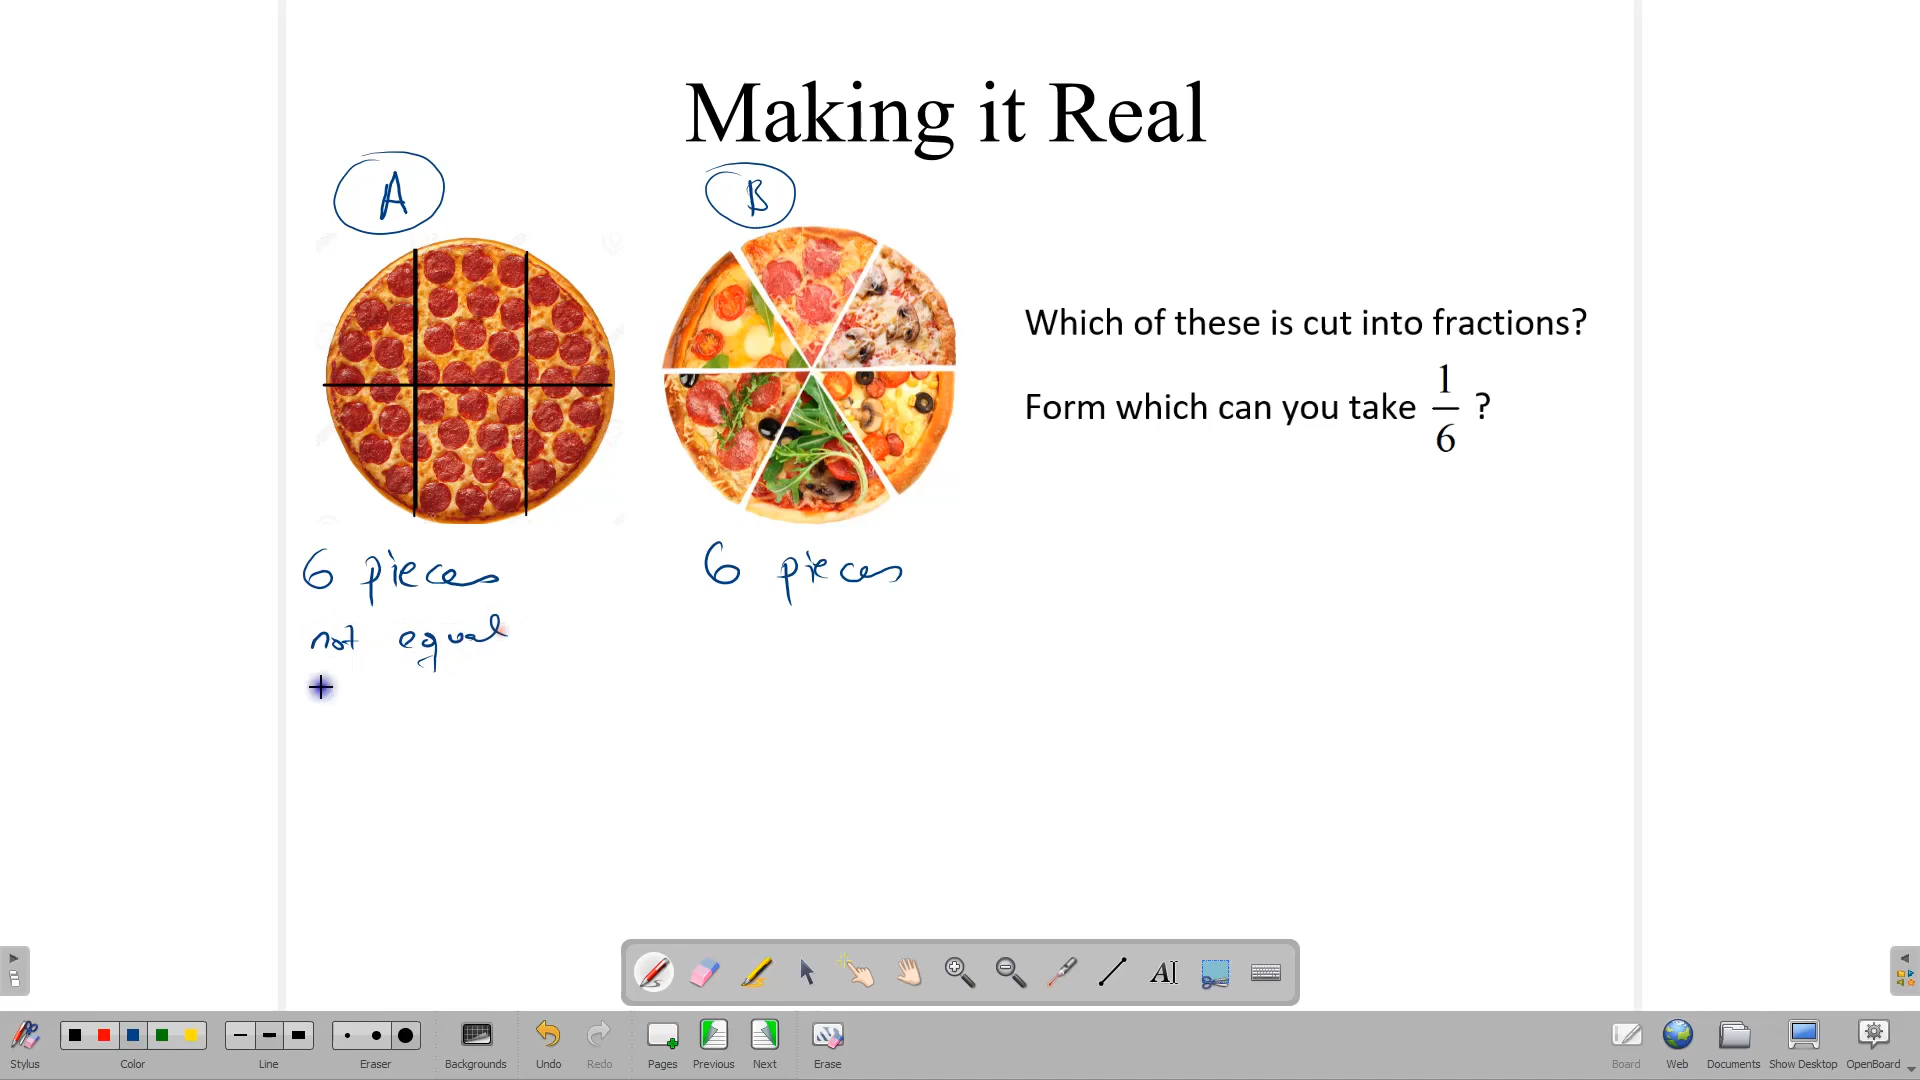 Making it Real
A
B
Which of these is cut into fractions?
Form which can you take 1/6 ?
6 pieces
6 pieces
not equal
Stylus
Color
Line
Eraser
Backgrounds
Undo
Redo
Pages
Previous
Next
Erase
Board
Web
Documents
Show Desktop
OpenBoard